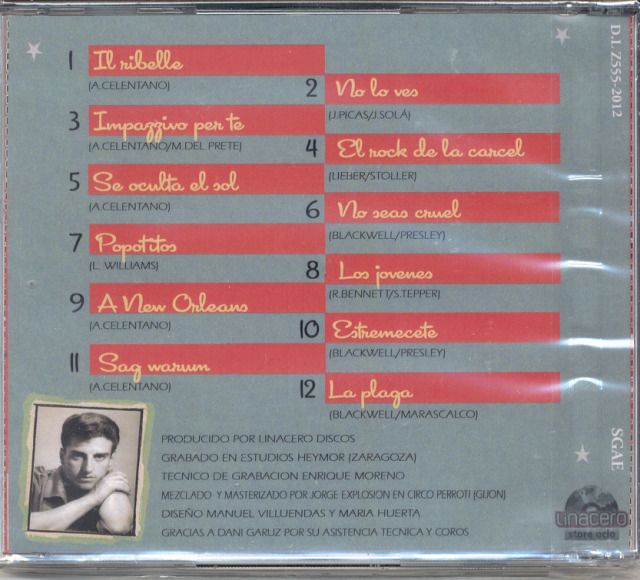 1 Il ribelle
(A.CELENTANO)
2 No lo ves
(J.PICAS/J.SOLÁ)
3 Impazzivo per te
(A.CELENTANO/M.DEL PRETE)
4 El rock de la carcel
(LIEBER/STOLLER)
5 Se oculta el sol
(A.CELENTANO)
6 No seas cruel
(BLACKWELL/PRESLEY)
7 Popotitos
(L. WILLIAMS)
8 Los jovenes
(R.BENNETT/S.TEPPER)
9 A New Orleans
(A.CELENTANO)
10 Estremecete
(BLACKWELL/PRESLEY)
11 Sag warum
(A.CELENTANO)
12 La plaga
(BLACKWELL/MARASCALCO)
PRODUCIDO POR LINACERO DISCOS
GRABADO EN ESTUDIOS HEYMOR (ZARAGOZA)
TECNICO DE GRABACION ENRIQUE MORENO
MEZCLADO Y MASTERIZADO POR JORGE EXPLOSION EN CIRCO PERROTI (GIJON)
DISEÑO MANUEL VILLUENDAS Y MARIA HUERTA
GRACIAS A DANI GARUZ POR SU ASISTENCIA TECNICA Y COROS
D.L Z555-2012
SGAE
linacero
store ocio